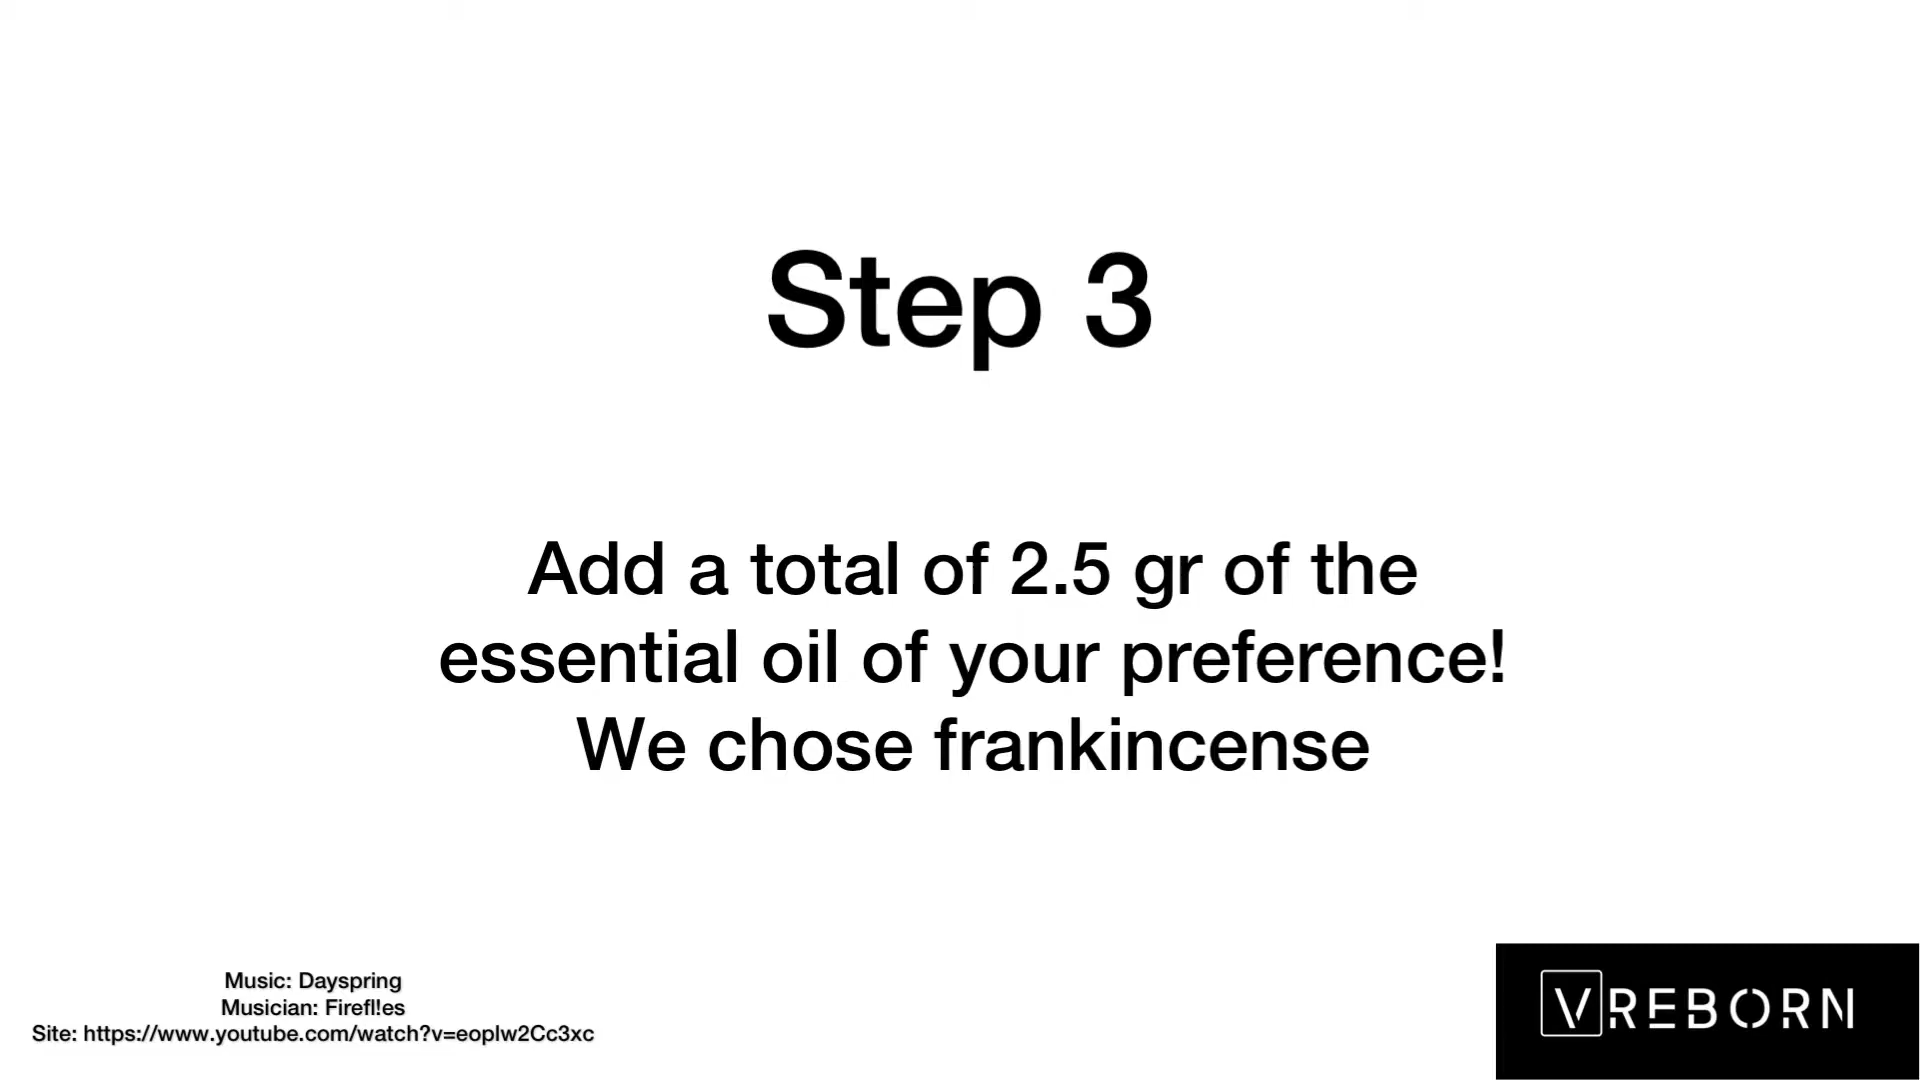 Step 3
Add a total of 2.5 gr of the
essential oil of your preference!
We chose frankincense
Music: Dayspring
Musician: Firefl!es
Site: https://www.youtube.com/watch?v=eoplw2Cc3xc
VREBORN